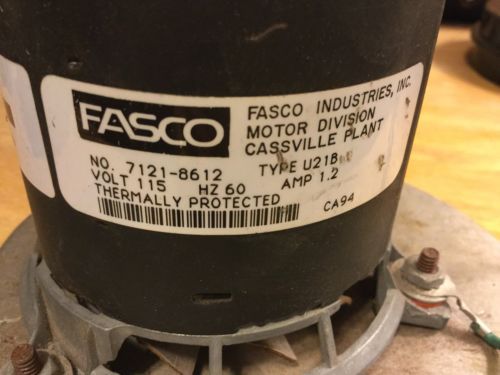 FASCO
FASCO INDUSTRIES, INC.
MOTOR DIVISION
CASSVILLE PLANT
NO. 7121-8612 TYPE U21B
VOLT 115 HZ 60 AMP 1.2
THERMALLY PROTECTED CA94